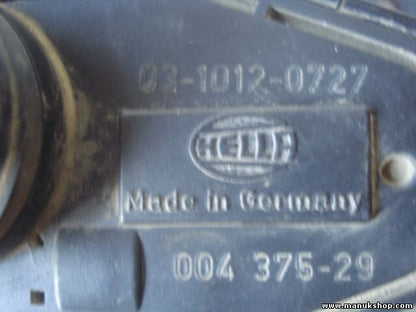 03-1012-0727
HELLA
Made in Germany
004 375-29
www.manukshop.com